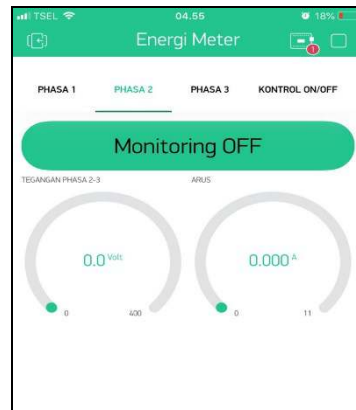 TSEL 04.55 18%
Energi Meter 1
PHASA 1 PHASA 2 PHASA 3 KONTROL ON/OFF
Monitoring OFF
TEGANGAN PHASA 2-3 ARUS
0.0 Volt 0.000 A
0 400 0 11